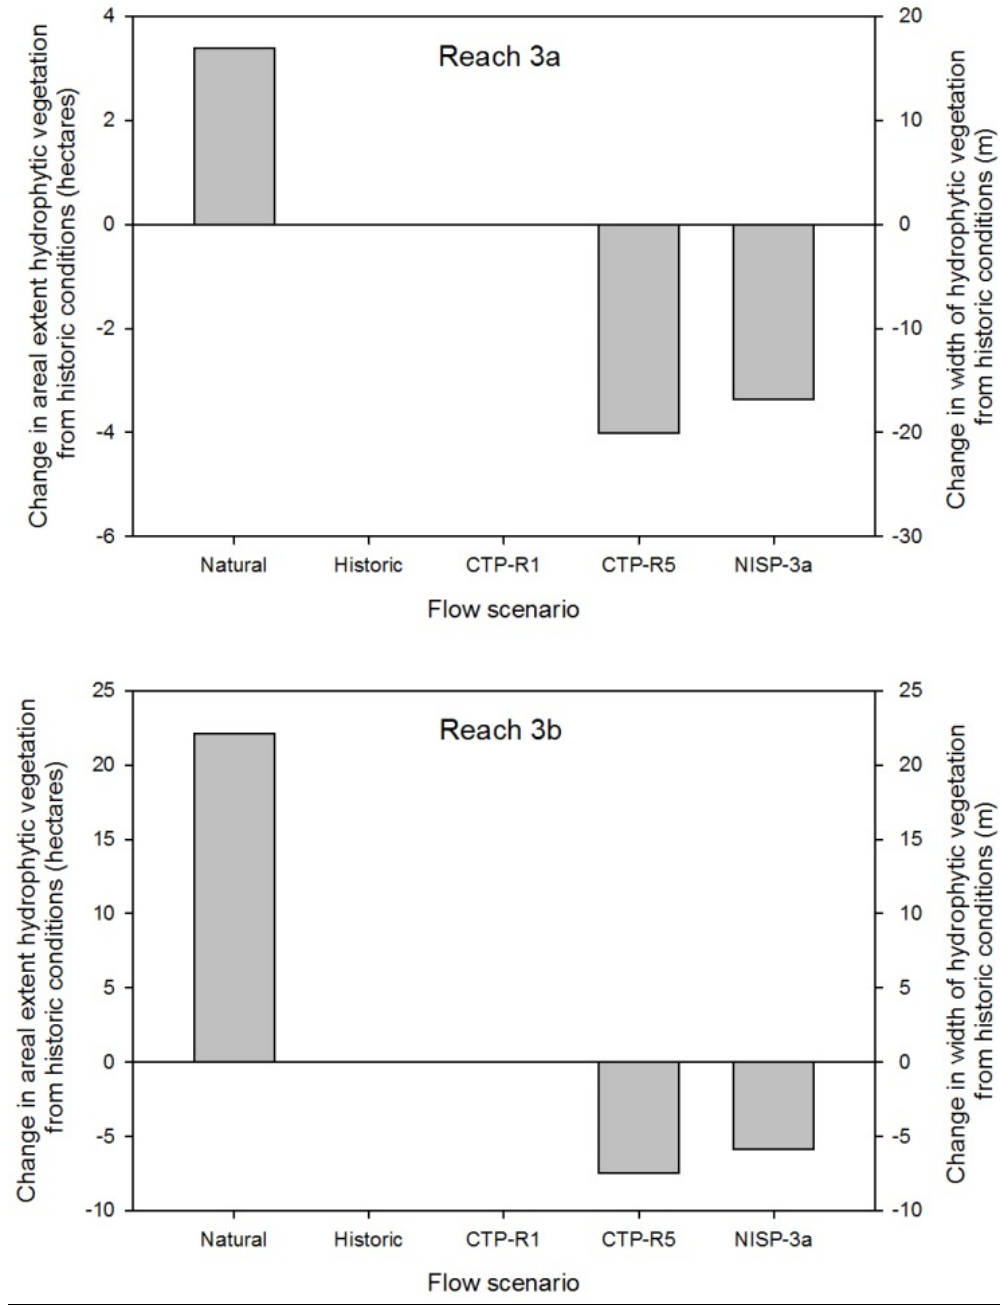 Reach 3a
Change in areal extent hydrophytic vegetation
from historic conditions (hectares)
4
2
0
-2
-4
-6
20
10
0
-10
-20
-30
Change in width of hydrophytic vegetation
from historic conditions (m)
Natural
Historic
CTP-R1
CTP-R5
NISP-3a
Flow scenario
Reach 3b
Change in areal extent hydrophytic vegetation
from historic conditions (hectares)
25
20
15
10
5
0
-5
-10
25
20
15
10
5
0
-5
-10
Change in width of hydrophytic vegetation
from historic conditions (m)
Natural
Historic
CTP-R1
CTP-R5
NISP-3a
Flow scenario